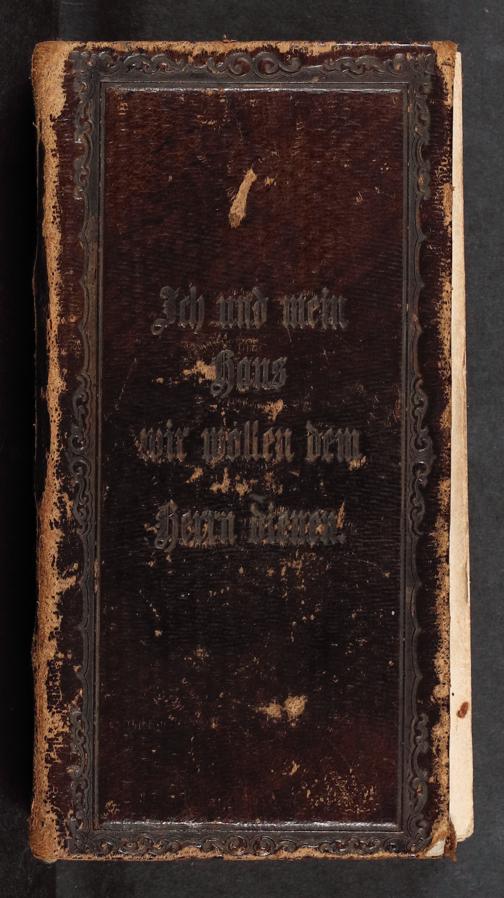 Ich und mein
Haus
wir wollen dem
Herrn dienen.